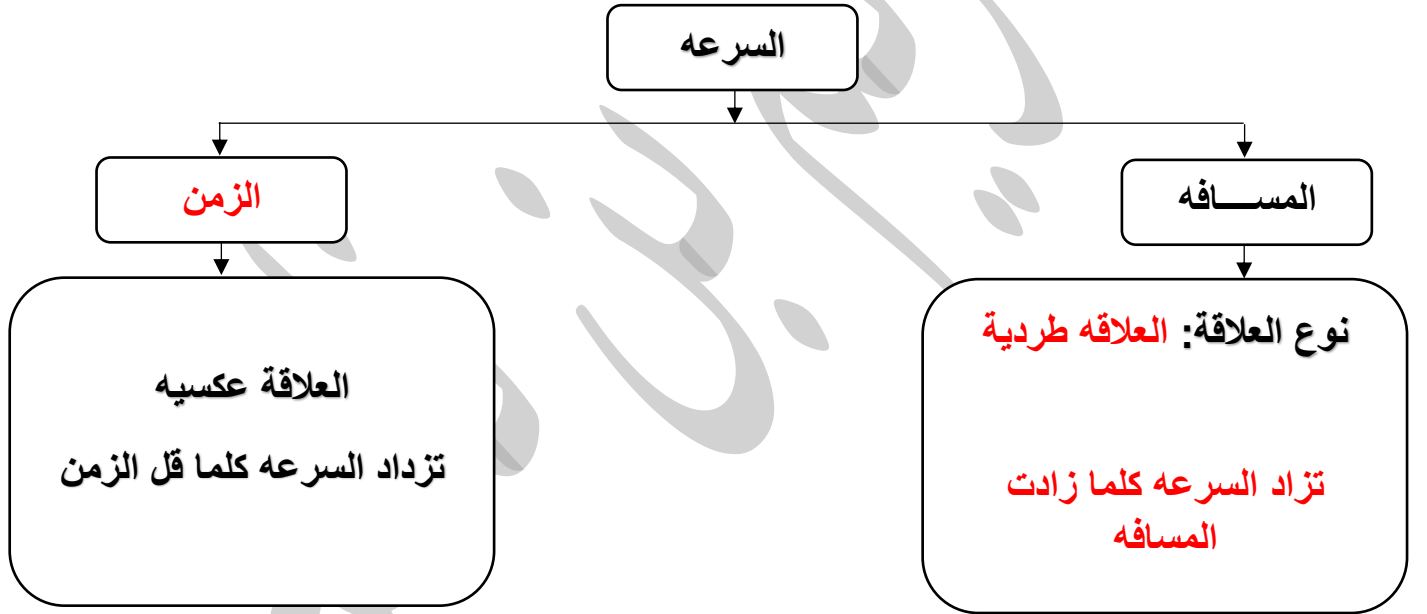 السرعه
المســـافه
الزمن
نوع العلاقة: العلاقه طردية
تزاد السرعه كلما زادت
المسافه
العلاقة عكسيه
تزداد السرعه كلما قل الزمن